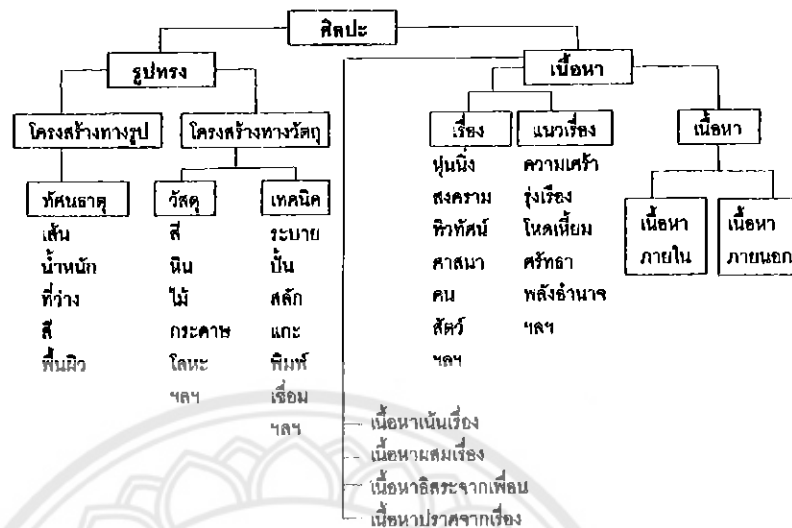 ศิลปะ
รูปทรง
เนื้อหา
โครงสร้างทางรูป
โครงสร้างทางวัตถุ
เรื่อง
แนวเรื่อง
เนื้อหา
ทัศนธาตุ
วัสดุ
เทคนิค
เส้น
น้ำหนัก
ที่ว่าง
สี
พื้นผิว
สี
หิน
ไม้
กระดาษ
โลหะ
ฯลฯ
ระบาย
ปั้น
สลัก
แกะ
พิมพ์
เชื่อม
ฯลฯ
หุ่นนิ่ง
สงคราม
ทิวทัศน์
ศาสนา
คน
สัตว์
ฯลฯ
ความเศร้า
รุ่งเรือง
โหดเหี้ยม
ศรัทธา
พลังอำนาจ
ฯลฯ
เนื้อหา
ภายใน
เนื้อหา
ภายนอก
เนื้อหาเน้นเรื่อง
เนื้อหาผสมเรื่อง
เนื้อหาอิสระจากเพื่อน
เนื้อหาปราศจากเรื่อง